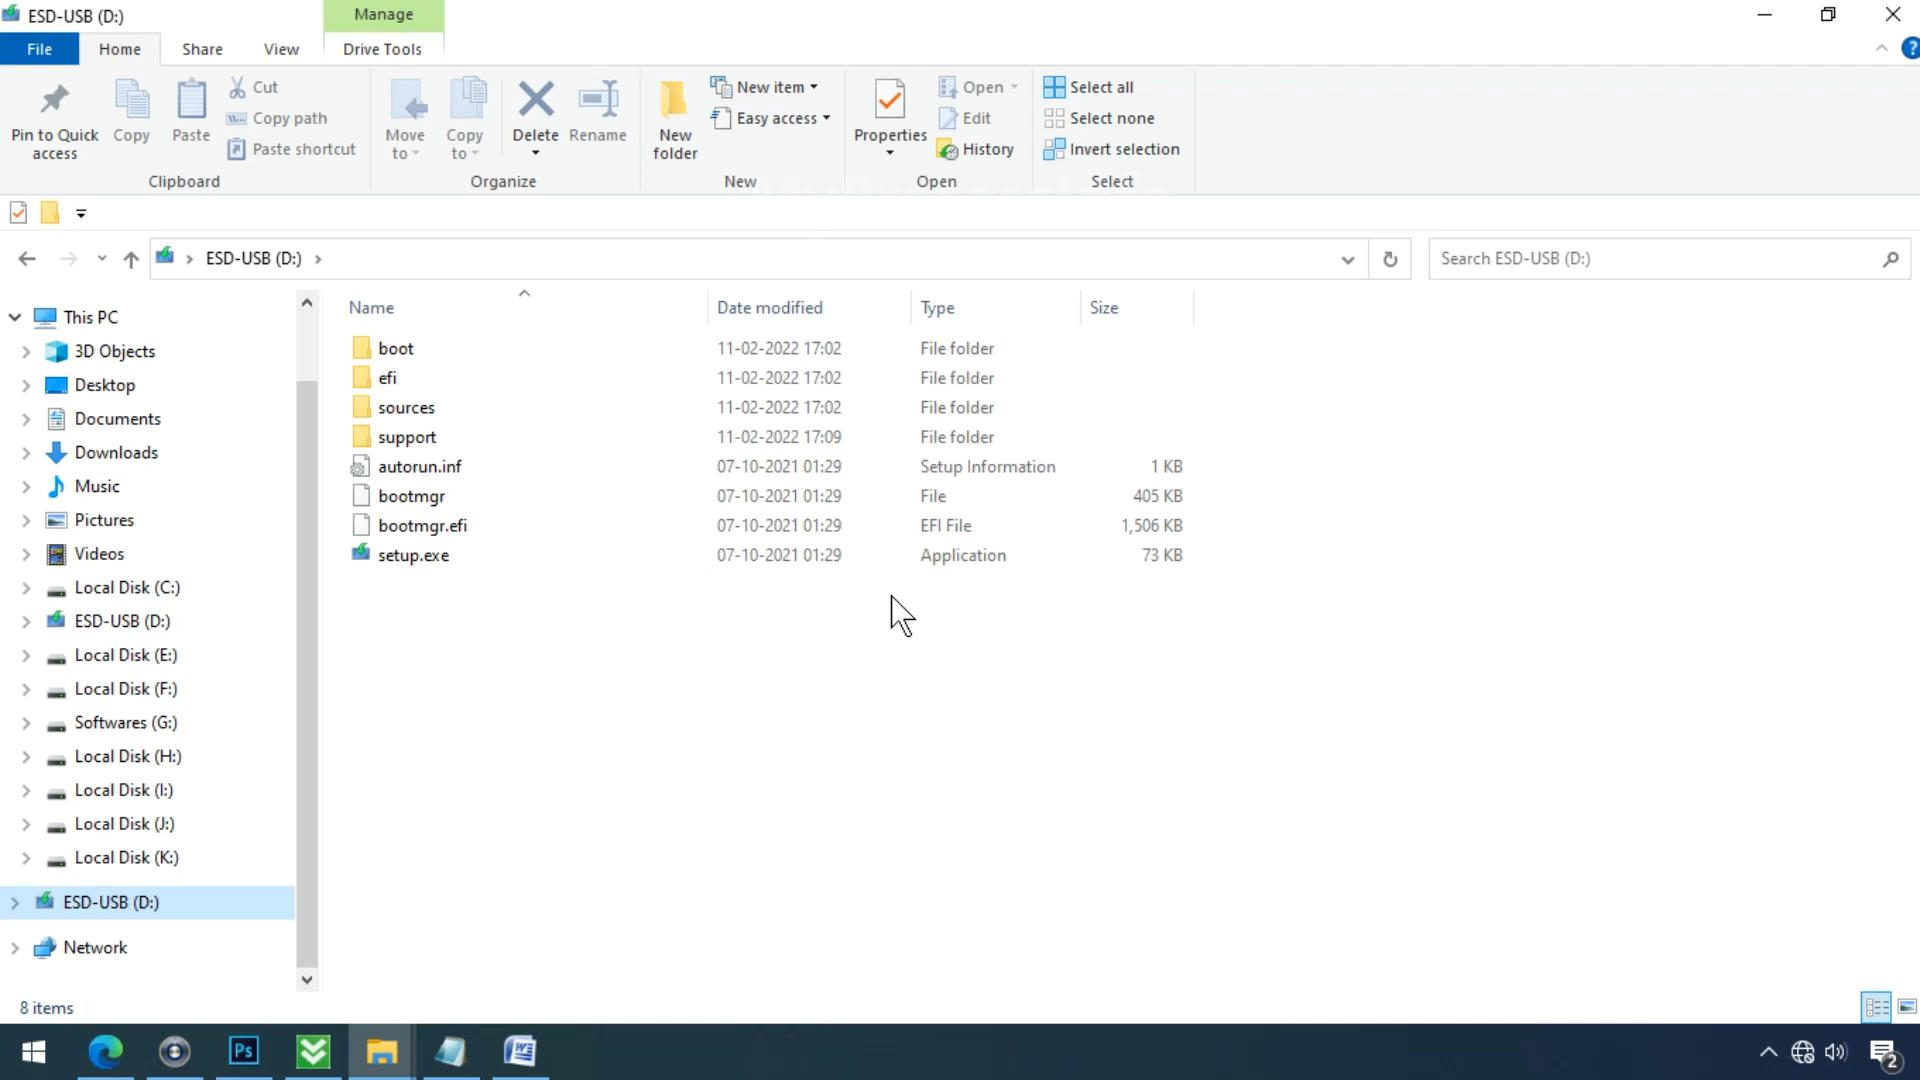 ESD-USB (D:)
Manage
File
Home
Share
View
Drive Tools
Pin to Quick access
Copy
Paste
Cut
Copy path
Paste shortcut
Clipboard
Move to
Copy to
Delete
Rename
Organize
New folder
New item
Easy access
New
Properties
Open
Edit
History
Open
Select all
Select none
Invert selection
Select
ESD-USB (D:)
Search ESD-USB (D:)
This PC
3D Objects
Desktop
Documents
Downloads
Music
Pictures
Videos
Local Disk (C:)
ESD-USB (D:)
Local Disk (E:)
Local Disk (F:)
Softwares (G:)
Local Disk (H:)
Local Disk (I:)
Local Disk (J:)
Local Disk (K:)
ESD-USB (D:)
Network
Name Date modified Type Size
boot 11-02-2022 17:02 File folder
efi 11-02-2022 17:02 File folder
sources 11-02-2022 17:02 File folder
support 11-02-2022 17:09 File folder
autorun.inf 07-10-2021 01:29 Setup Information 1 KB
bootmgr 07-10-2021 01:29 File 405 KB
bootmgr.efi 07-10-2021 01:29 EFI File 1,506 KB
setup.exe 07-10-2021 01:29 Application 73 KB
8 items
Ps
2